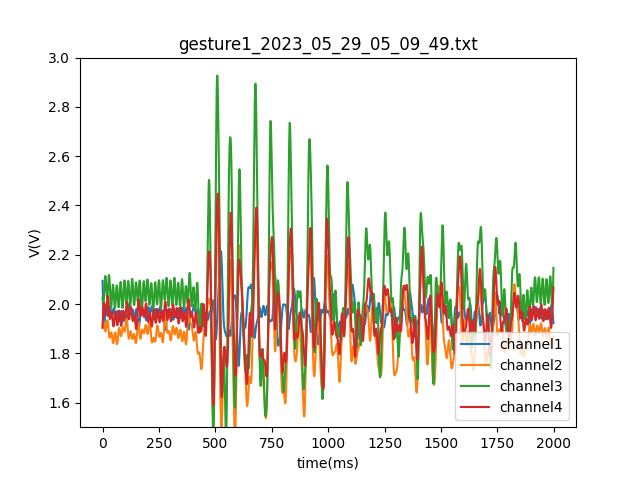 gesture1_2023_05_29_05_09_49.txt
3.0
2.8
2.6
2.4
2.2
2.0
1.8
1.6
V(V)
channel1
channel2
channel3
channel4
0 250 500 750 1000 1250 1500 1750 2000
time(ms)